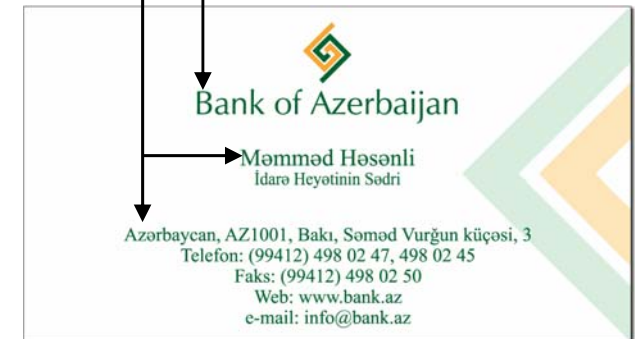 Bank of Azerbaijan
Məmməd Həsənli
İdarə Heyətinin Sədri
Azərbaycan, AZ1001, Bakı, Səməd Vurğun küçəsi, 3
Telefon: (99412) 498 02 47, 498 02 45
Faks: (99412) 498 02 50
Web: www.bank.az
e-mail: info@bank.az